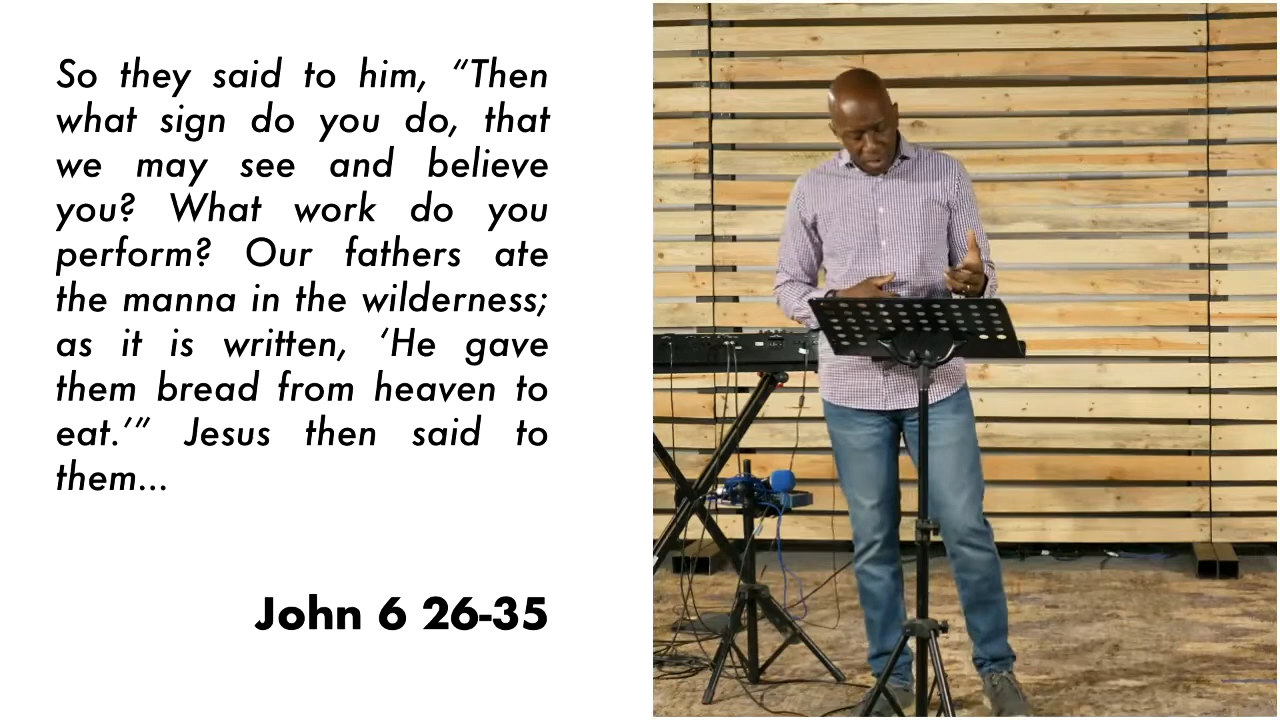 So they said to him, “Then
what sign do you do, that
we may see and believe
you? What work do you
perform? Our fathers ate
the manna in the wilderness;
as it is written, ‘He gave
them bread from heaven to
eat.’” Jesus then said to
them...
John 6 26-35